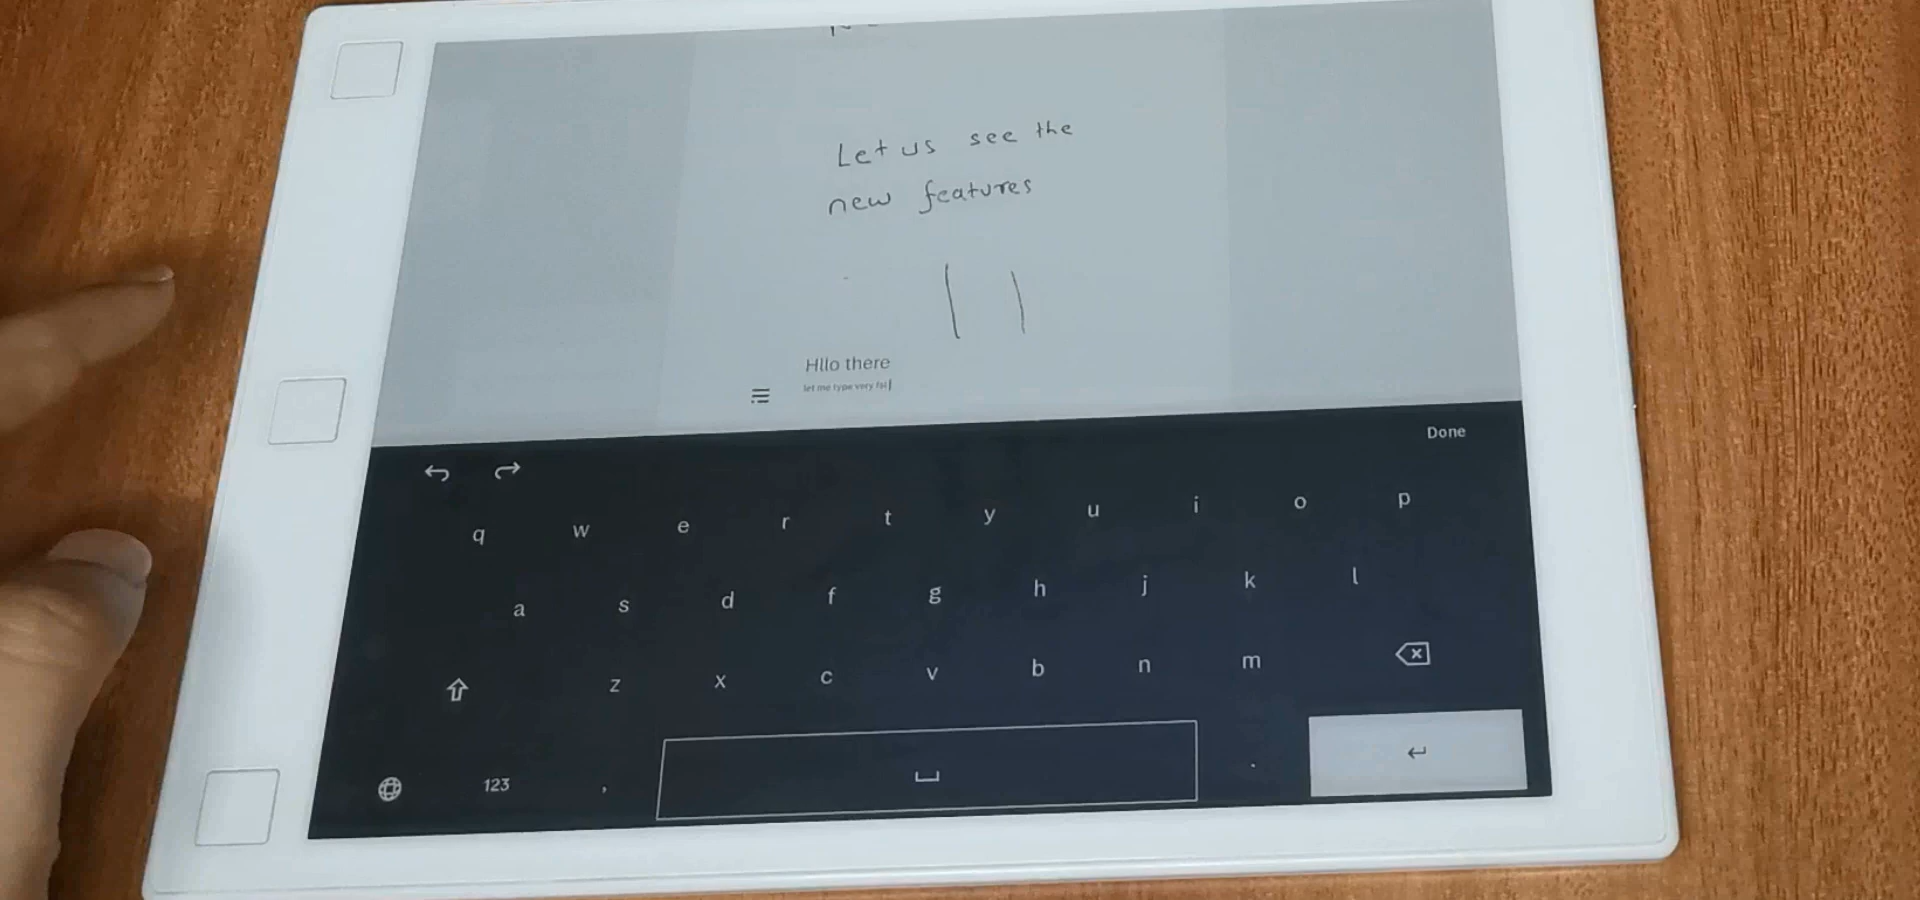 Let us see the
new features
Hllo there
let me type very fst
Done
q w e r t y u i o p
a s d f g h j k l
z x c v b n m
123 , .